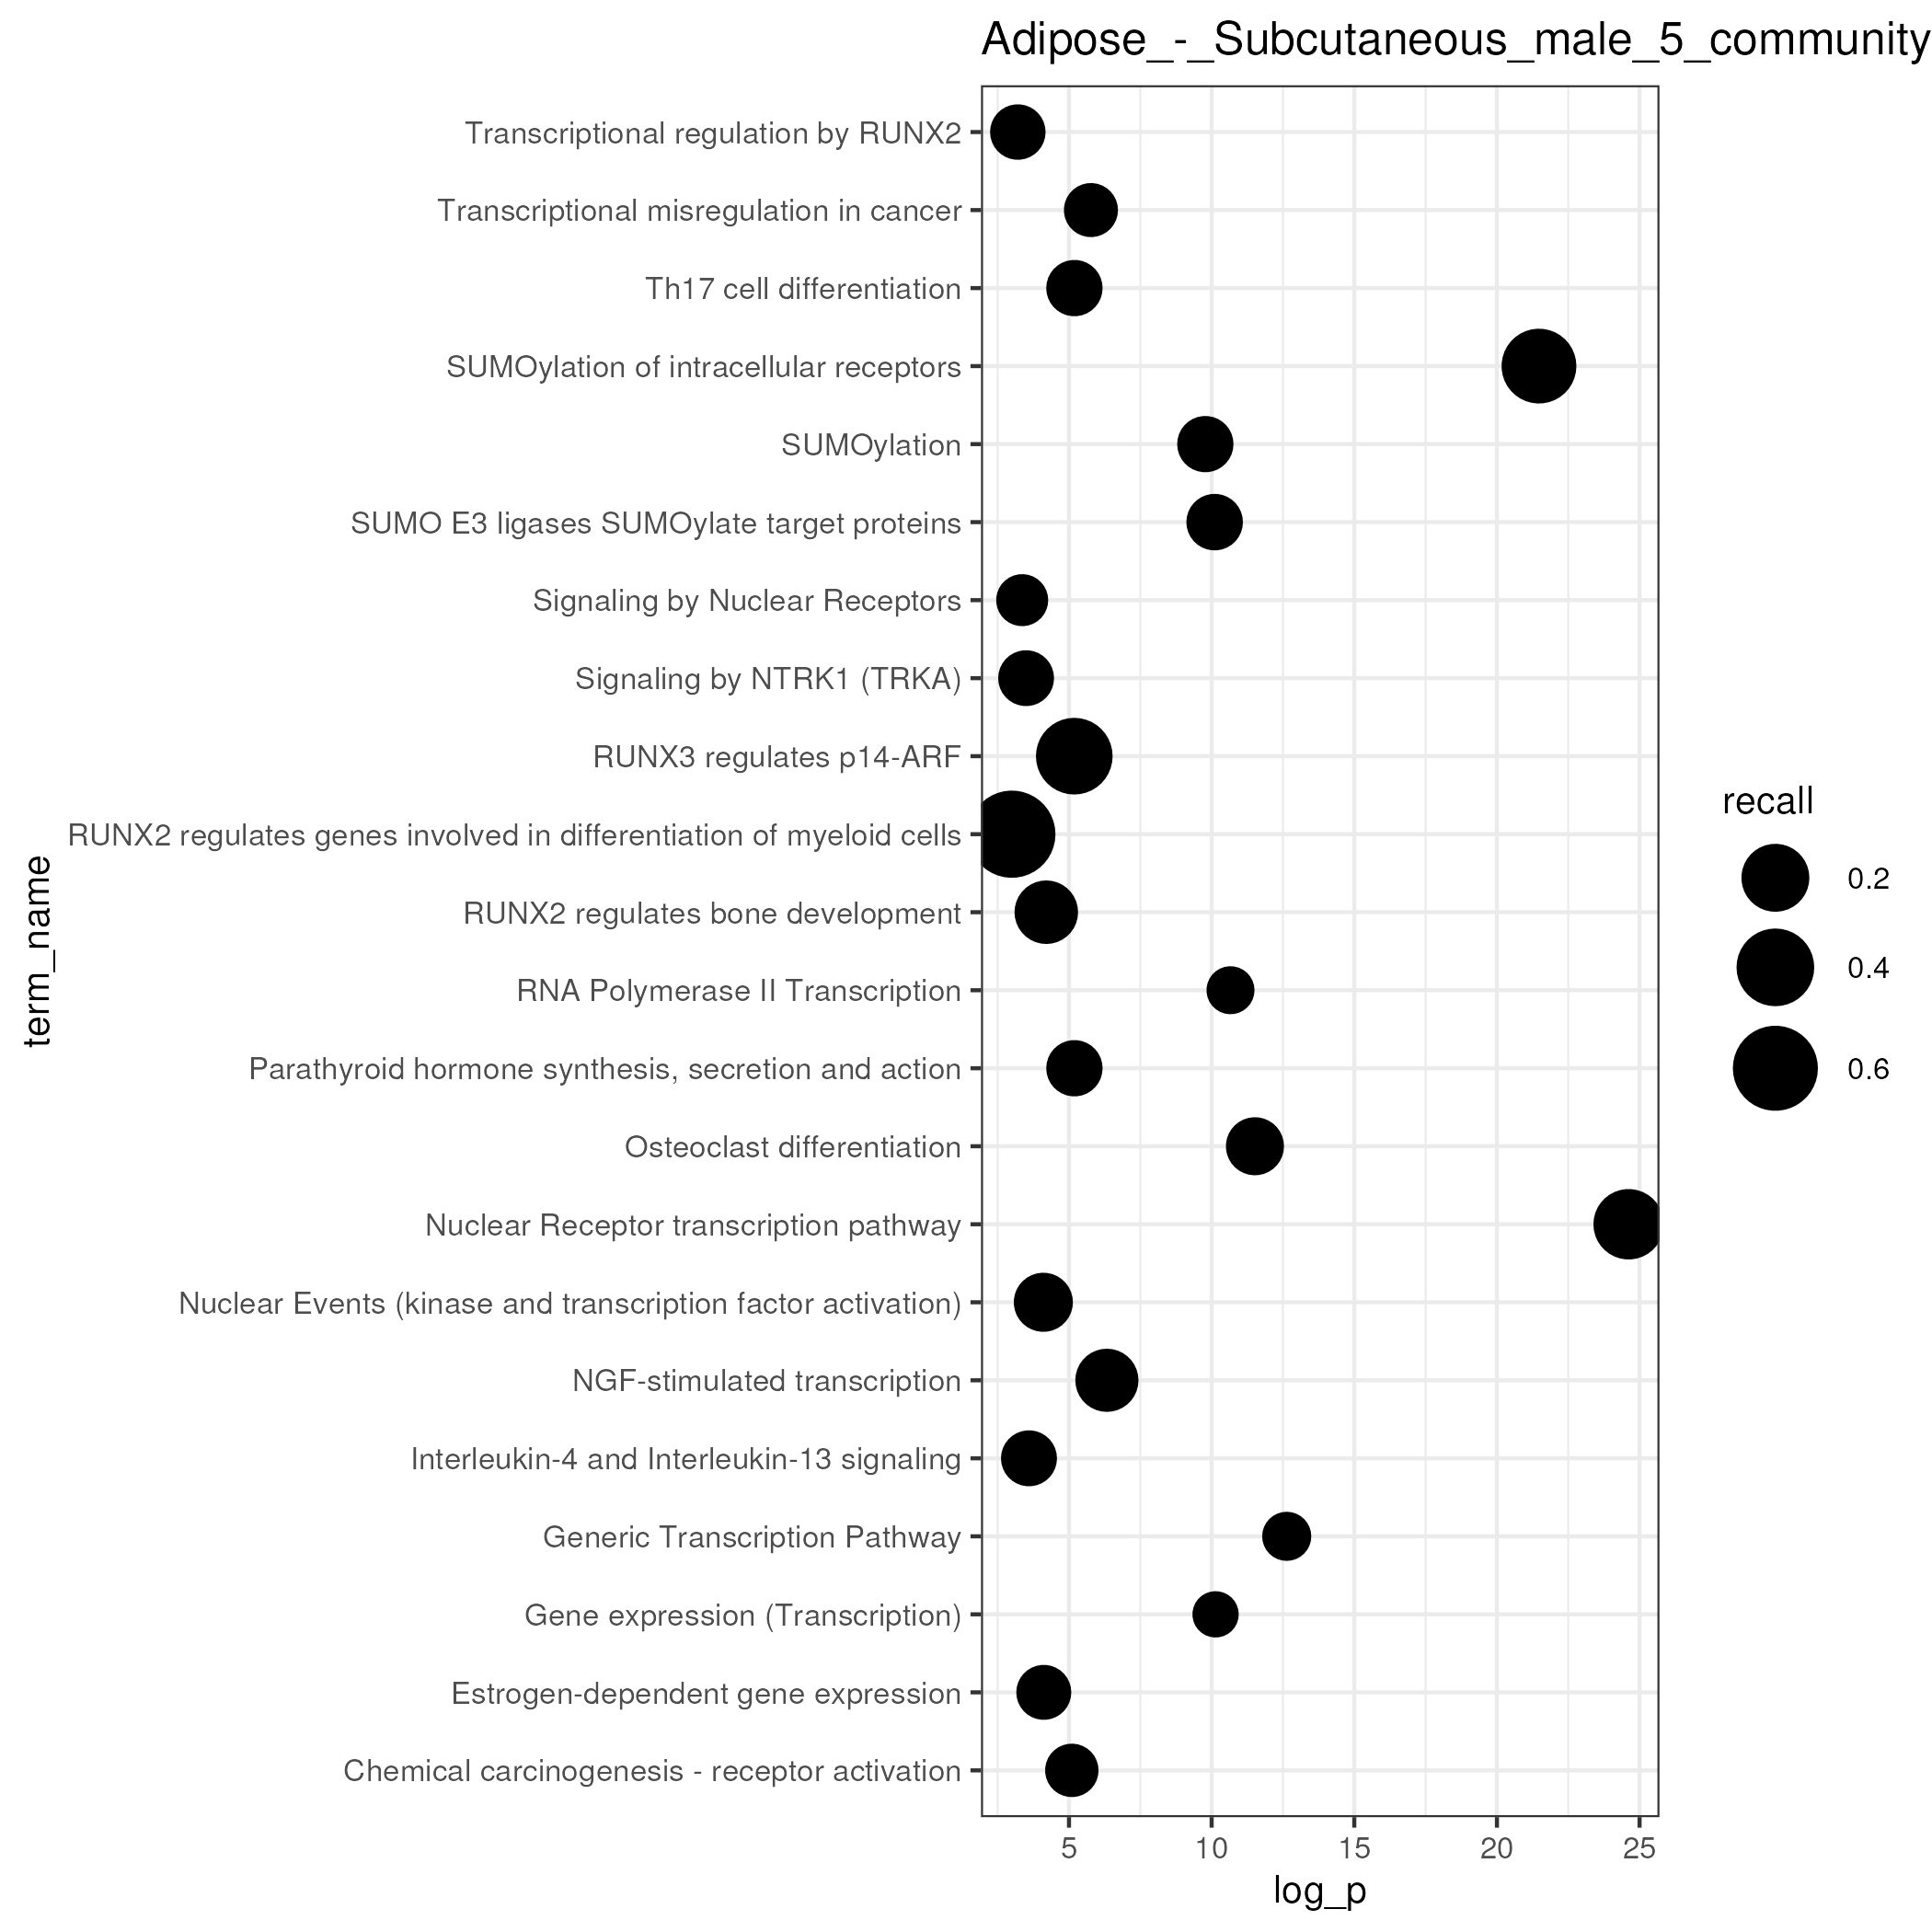 Adipose_-_Subcutaneous_male_5_community
Transcriptional regulation by RUNX2
Transcriptional misregulation in cancer
Th17 cell differentiation
SUMOylation of intracellular receptors
SUMOylation
SUMO E3 ligases SUMOylate target proteins
Signaling by Nuclear Receptors
Signaling by NTRK1 (TRKA)
RUNX3 regulates p14-ARF
RUNX2 regulates genes involved in differentiation of myeloid cells
RUNX2 regulates bone development
RNA Polymerase II Transcription
Parathyroid hormone synthesis, secretion and action
Osteoclast differentiation
Nuclear Receptor transcription pathway
Nuclear Events (kinase and transcription factor activation)
NGF-stimulated transcription
Interleukin-4 and Interleukin-13 signaling
Generic Transcription Pathway
Gene expression (Transcription)
Estrogen-dependent gene expression
Chemical carcinogenesis - receptor activation
term_name
5 10 15 20 25
log_p
recall
0.2
0.4
0.6